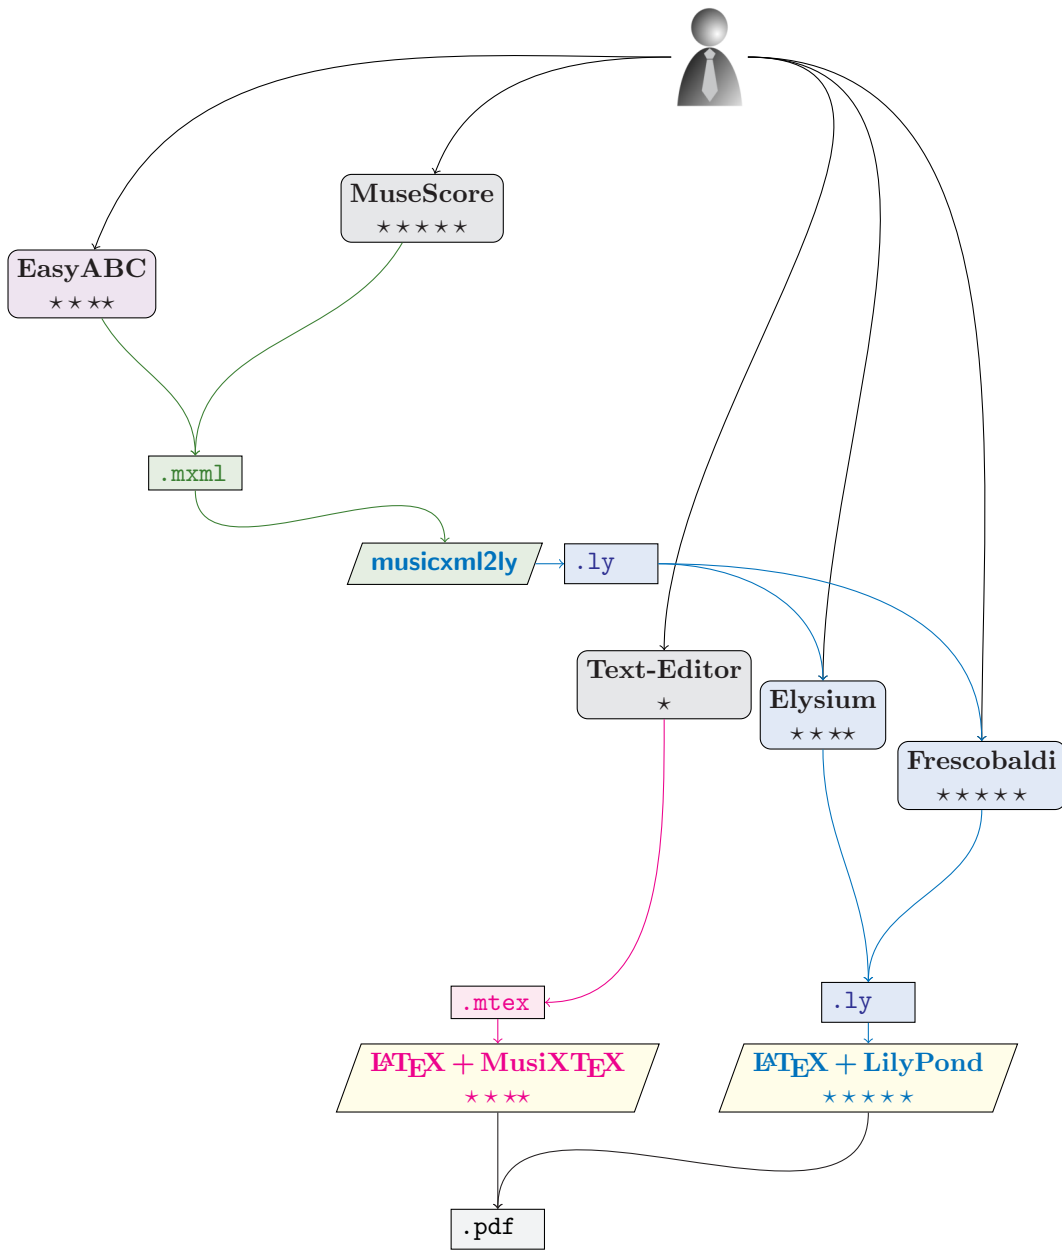 MuseScore
⋆ ⋆ ⋆ ⋆ ⋆
EasyABC
⋆ ⋆ ⋆⋆
.mxml
musicxml2ly
.ly
Text-Editor
⋆
Elysium
⋆ ⋆ ⋆⋆
Frescobaldi
⋆ ⋆ ⋆ ⋆ ⋆
.mtex
.ly
LATEX + MusiXTEX
⋆ ⋆ ⋆⋆
LATEX + LilyPond
⋆ ⋆ ⋆ ⋆ ⋆
.pdf